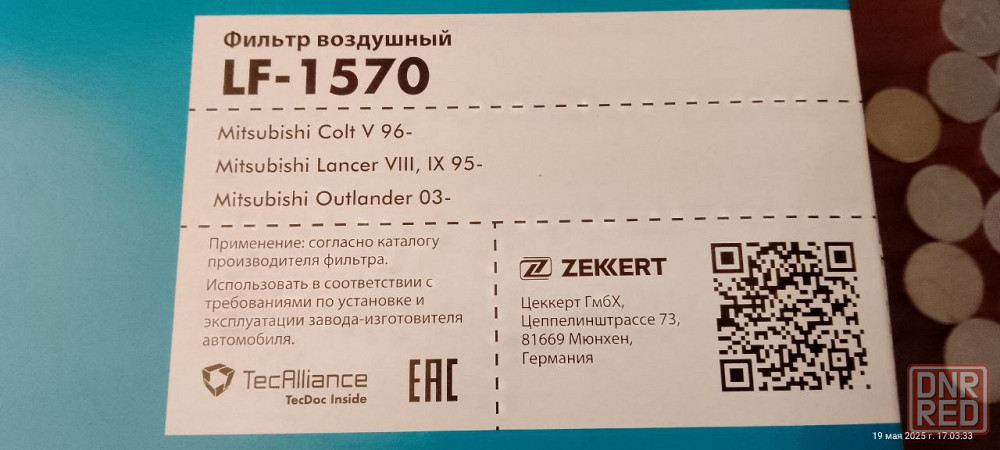 Фильтр воздушный
LF-1570
Mitsubishi Colt V 96-
Mitsubishi Lancer VIII, IX 95-
Mitsubishi Outlander 03-
Применение: согласно каталогу
производителя фильтра.
Использовать в соответствии с
требованиями по установке и
эксплуатации завода-изготовителя
автомобиля.
TecAlliance
TecDoc Inside
EAC
ZEKKERT
Цеккерт ГмбХ,
Цеппелинштрассе 73,
81669 Мюнхен,
Германия
DNR
RED
19 мая 2025 г. 17:03:33